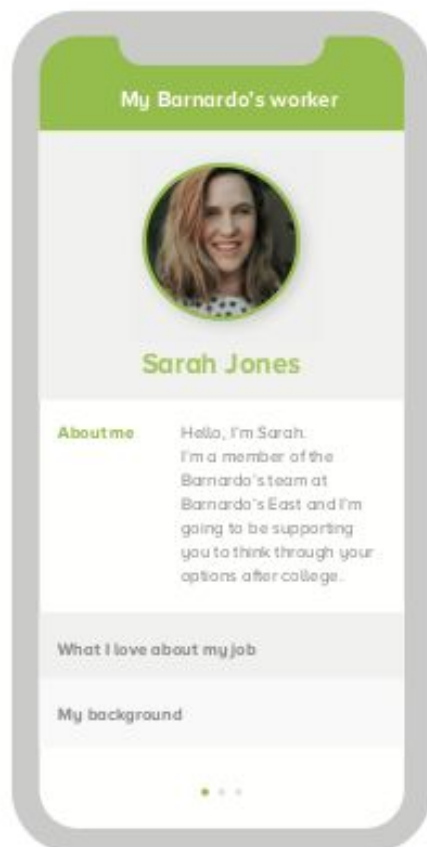 My Barnardo's worker
Sarah Jones
About me
Hello, I'm Sarah.
I'm a member of the
Barnardo's team at
Barnardo's East and I'm
going to be supporting
you to think through your
options after college.
What I love about my job
My background